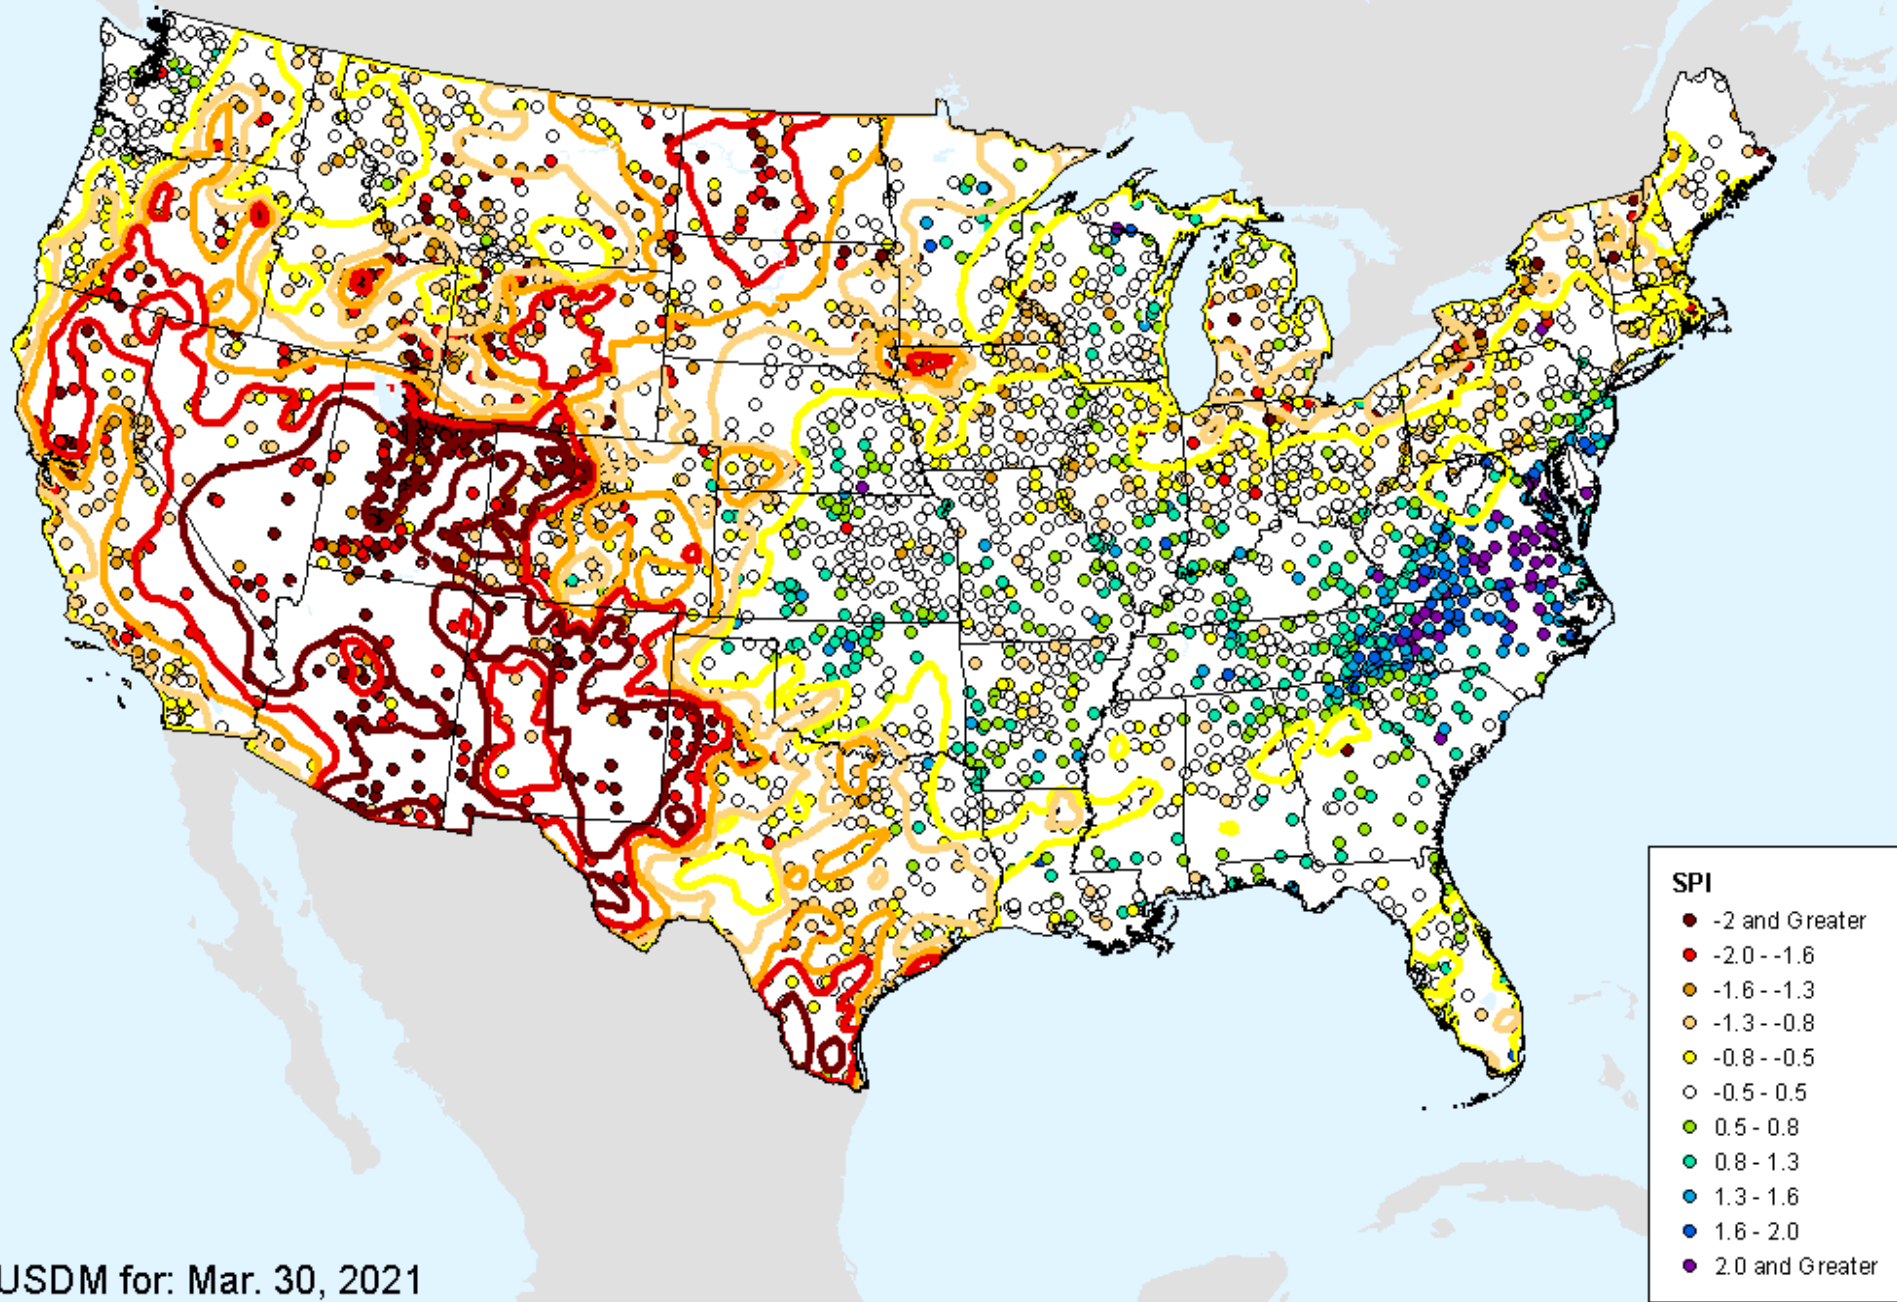 SPI
-2 and Greater
-2.0 - -1.6
-1.6 - -1.3
-1.3 - -0.8
-0.8 - -0.5
-0.5 - 0.5
0.5 - 0.8
0.8 - 1.3
1.3 - 1.6
1.6 - 2.0
2.0 and Greater
USDM for: Mar. 30, 2021